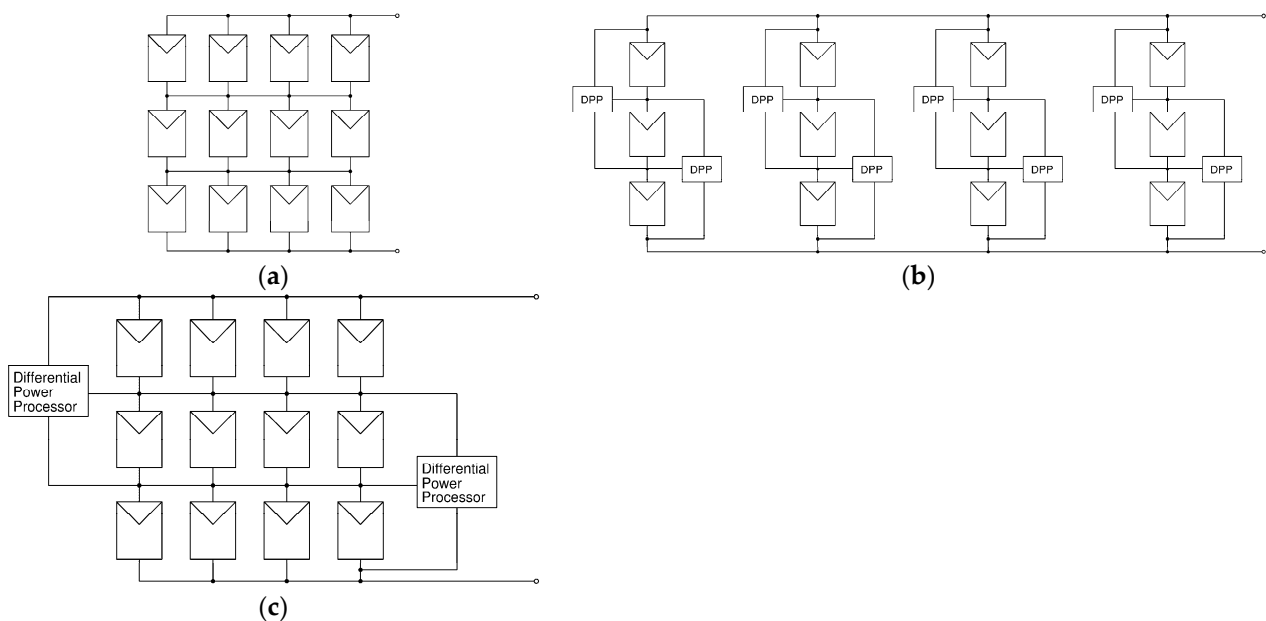 (a)
DPP
DPP
DPP
DPP
DPP
DPP
DPP
DPP
(b)
Differential
Power
Processor
Differential
Power
Processor
(c)